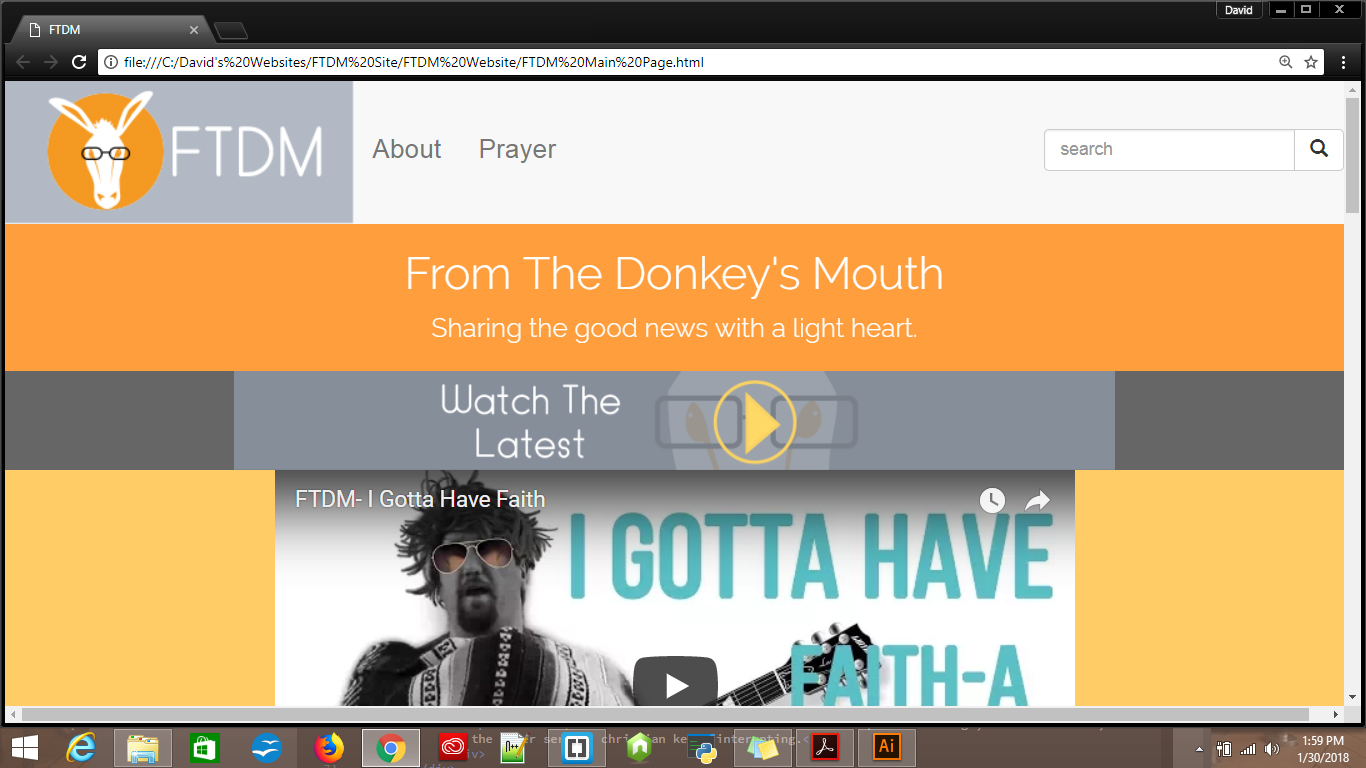 David
FTDM
file:///C:/David's%20Websites/FTDM%20Site/FTDM%20Website/FTDM%20Main%20Page.html
FTDM
About
Prayer
search
From The Donkey's Mouth
Sharing the good news with a light heart.
Watch The
Latest
FTDM- I Gotta Have Faith
I GOTTA HAVE
FAITH-A
Ai
1:59 PM
1/30/2018